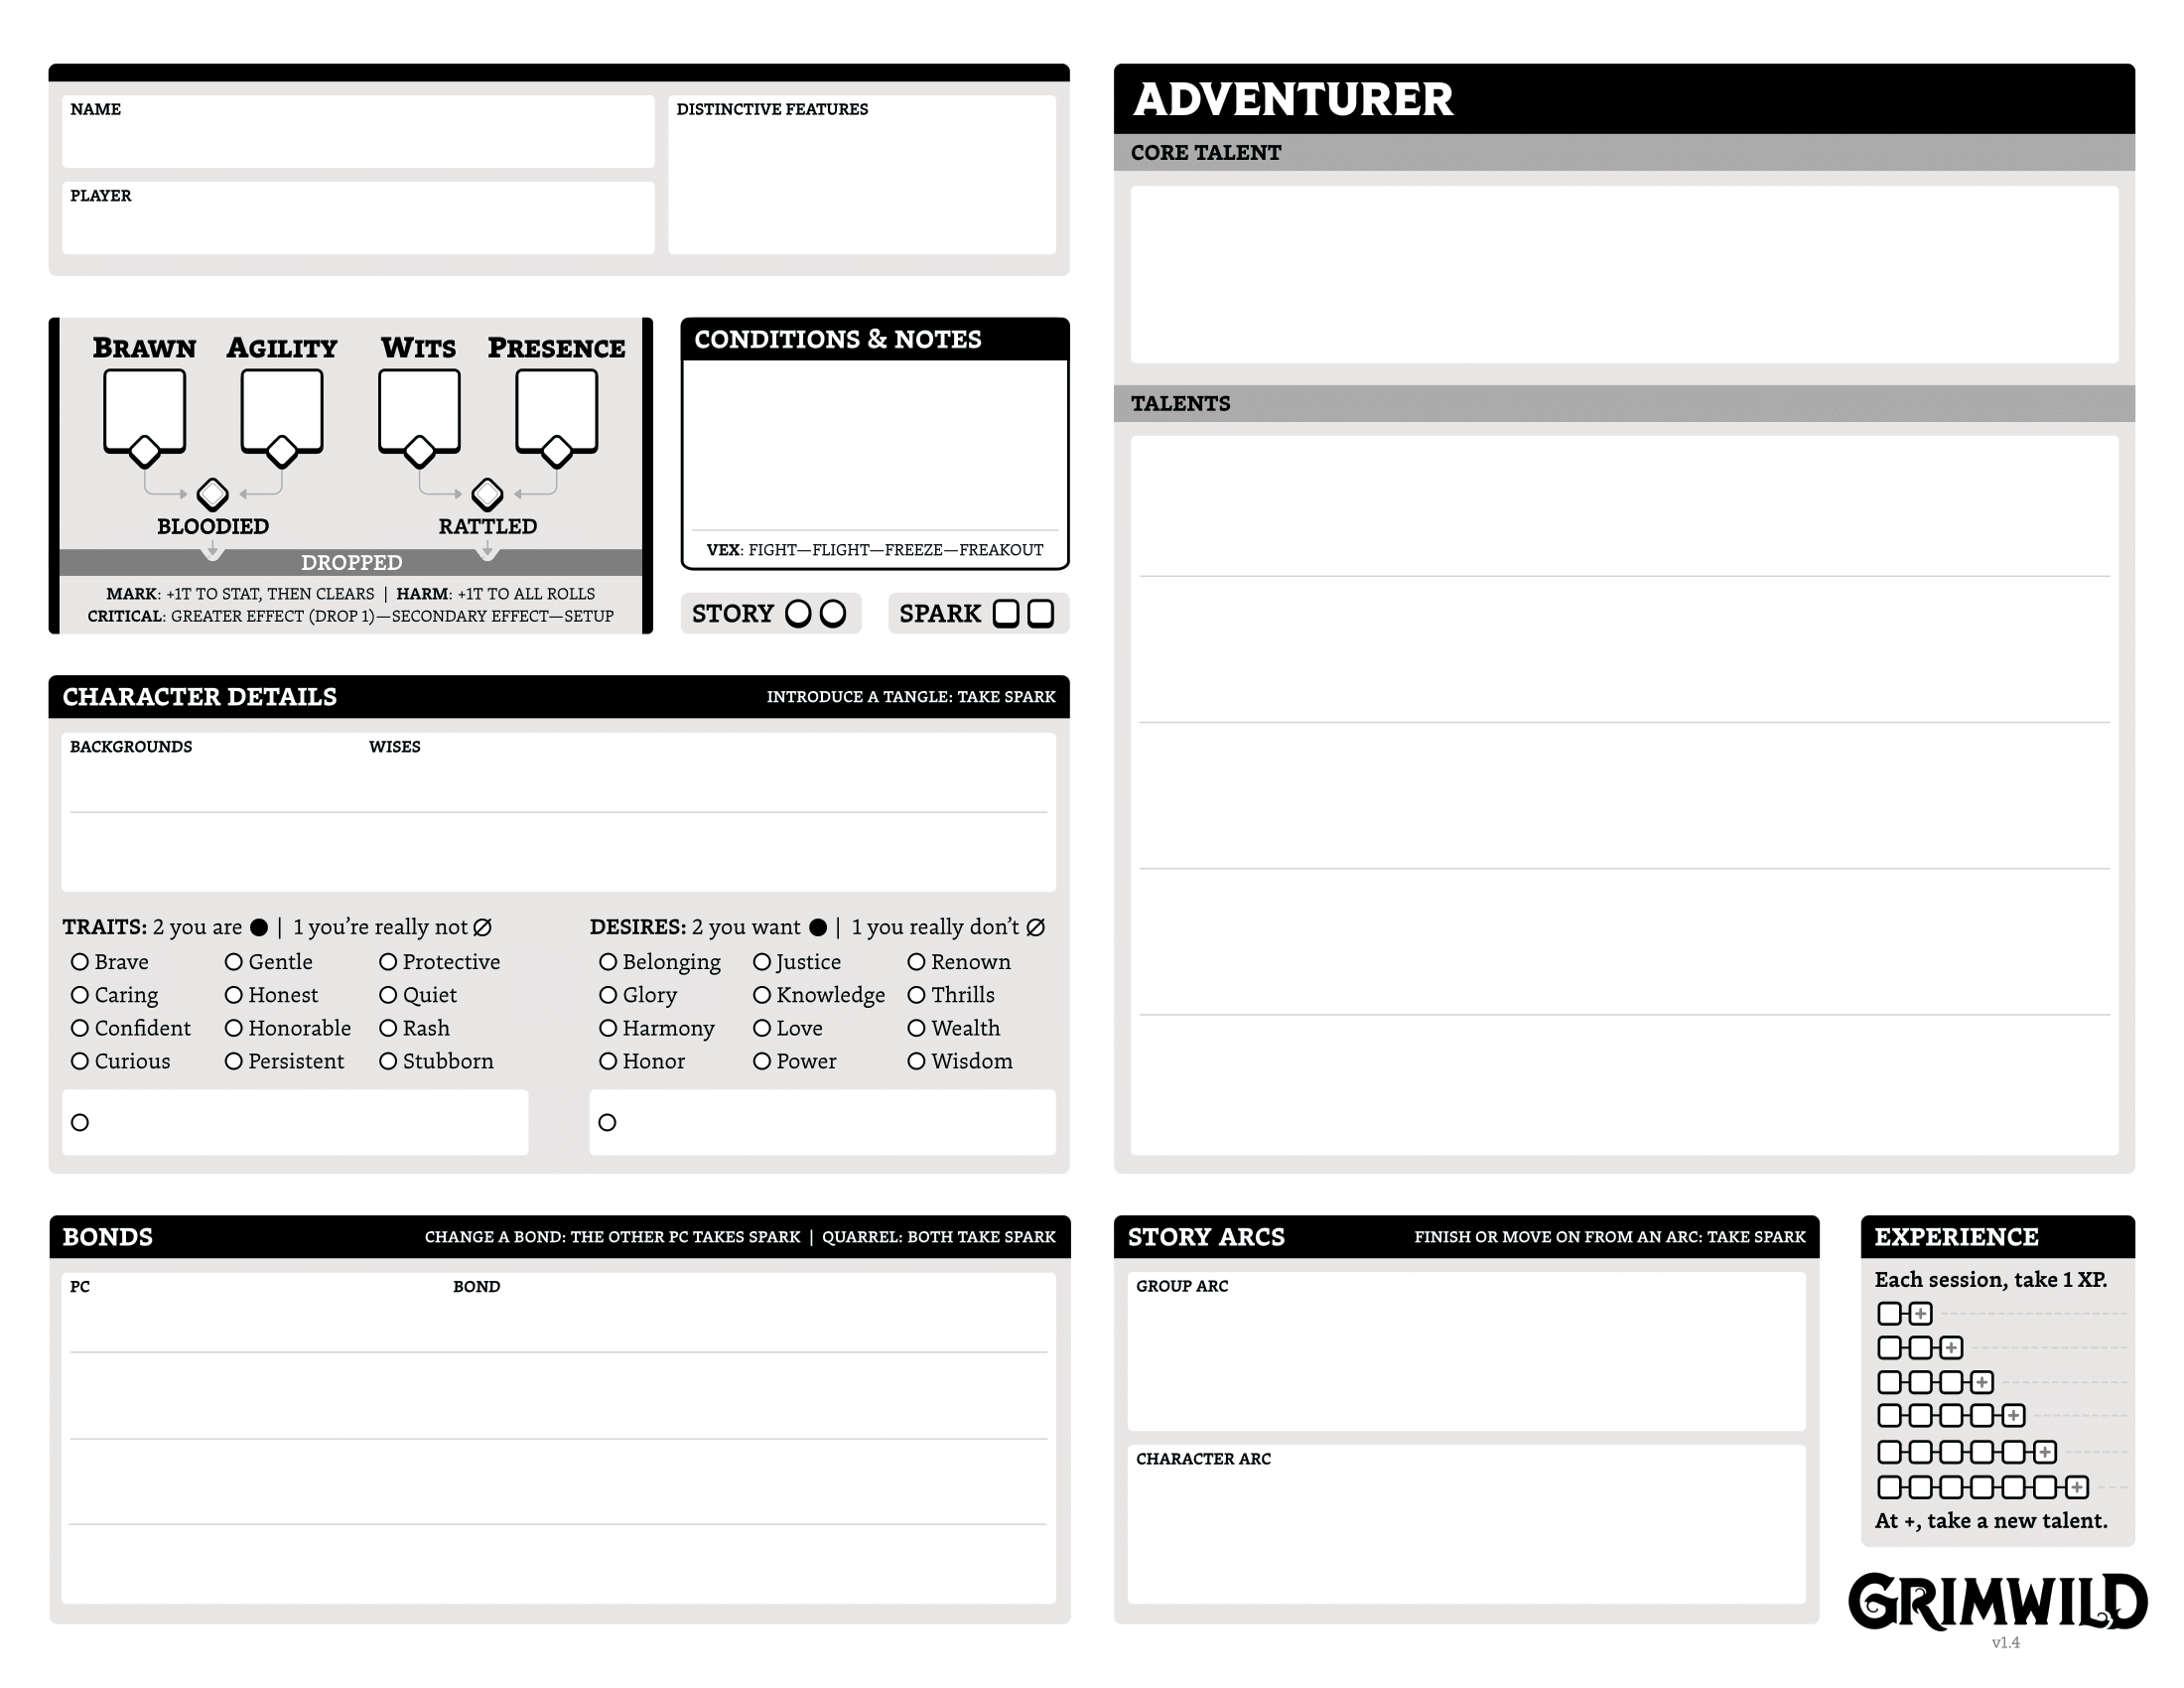 NAME
DISTINCTIVE FEATURES
PLAYER
BRAWN AGILITY WITS PRESENCE
BLOODIED RATTLED
DROPPED
MARK: +1T TO STAT, THEN CLEARS | HARM: +1T TO ALL ROLLS
CRITICAL: GREATER EFFECT (DROP 1)—SECONDARY EFFECT—SETUP
CONDITIONS & NOTES
VEX: FIGHT—FLIGHT—FREEZE—FREAKOUT
STORY SPARK
CHARACTER DETAILS INTRODUCE A TANGLE: TAKE SPARK
BACKGROUNDS WISES
TRAITS: 2 you are ● | 1 you're really not ∅
Brave Gentle Protective
Caring Honest Quiet
Confident Honorable Rash
Curious Persistent Stubborn
DESIRES: 2 you want ● | 1 you really don't ∅
Belonging Justice Renown
Glory Knowledge Thrills
Harmony Love Wealth
Honor Power Wisdom
BONDS CHANGE A BOND: THE OTHER PC TAKES SPARK | QUARREL: BOTH TAKE SPARK
PC BOND
ADVENTURER
CORE TALENT
TALENTS
STORY ARCS FINISH OR MOVE ON FROM AN ARC: TAKE SPARK
GROUP ARC
CHARACTER ARC
EXPERIENCE
Each session, take 1 XP.
+
+
+
+
+
+
At +, take a new talent.
GRIMWILD
v1.4